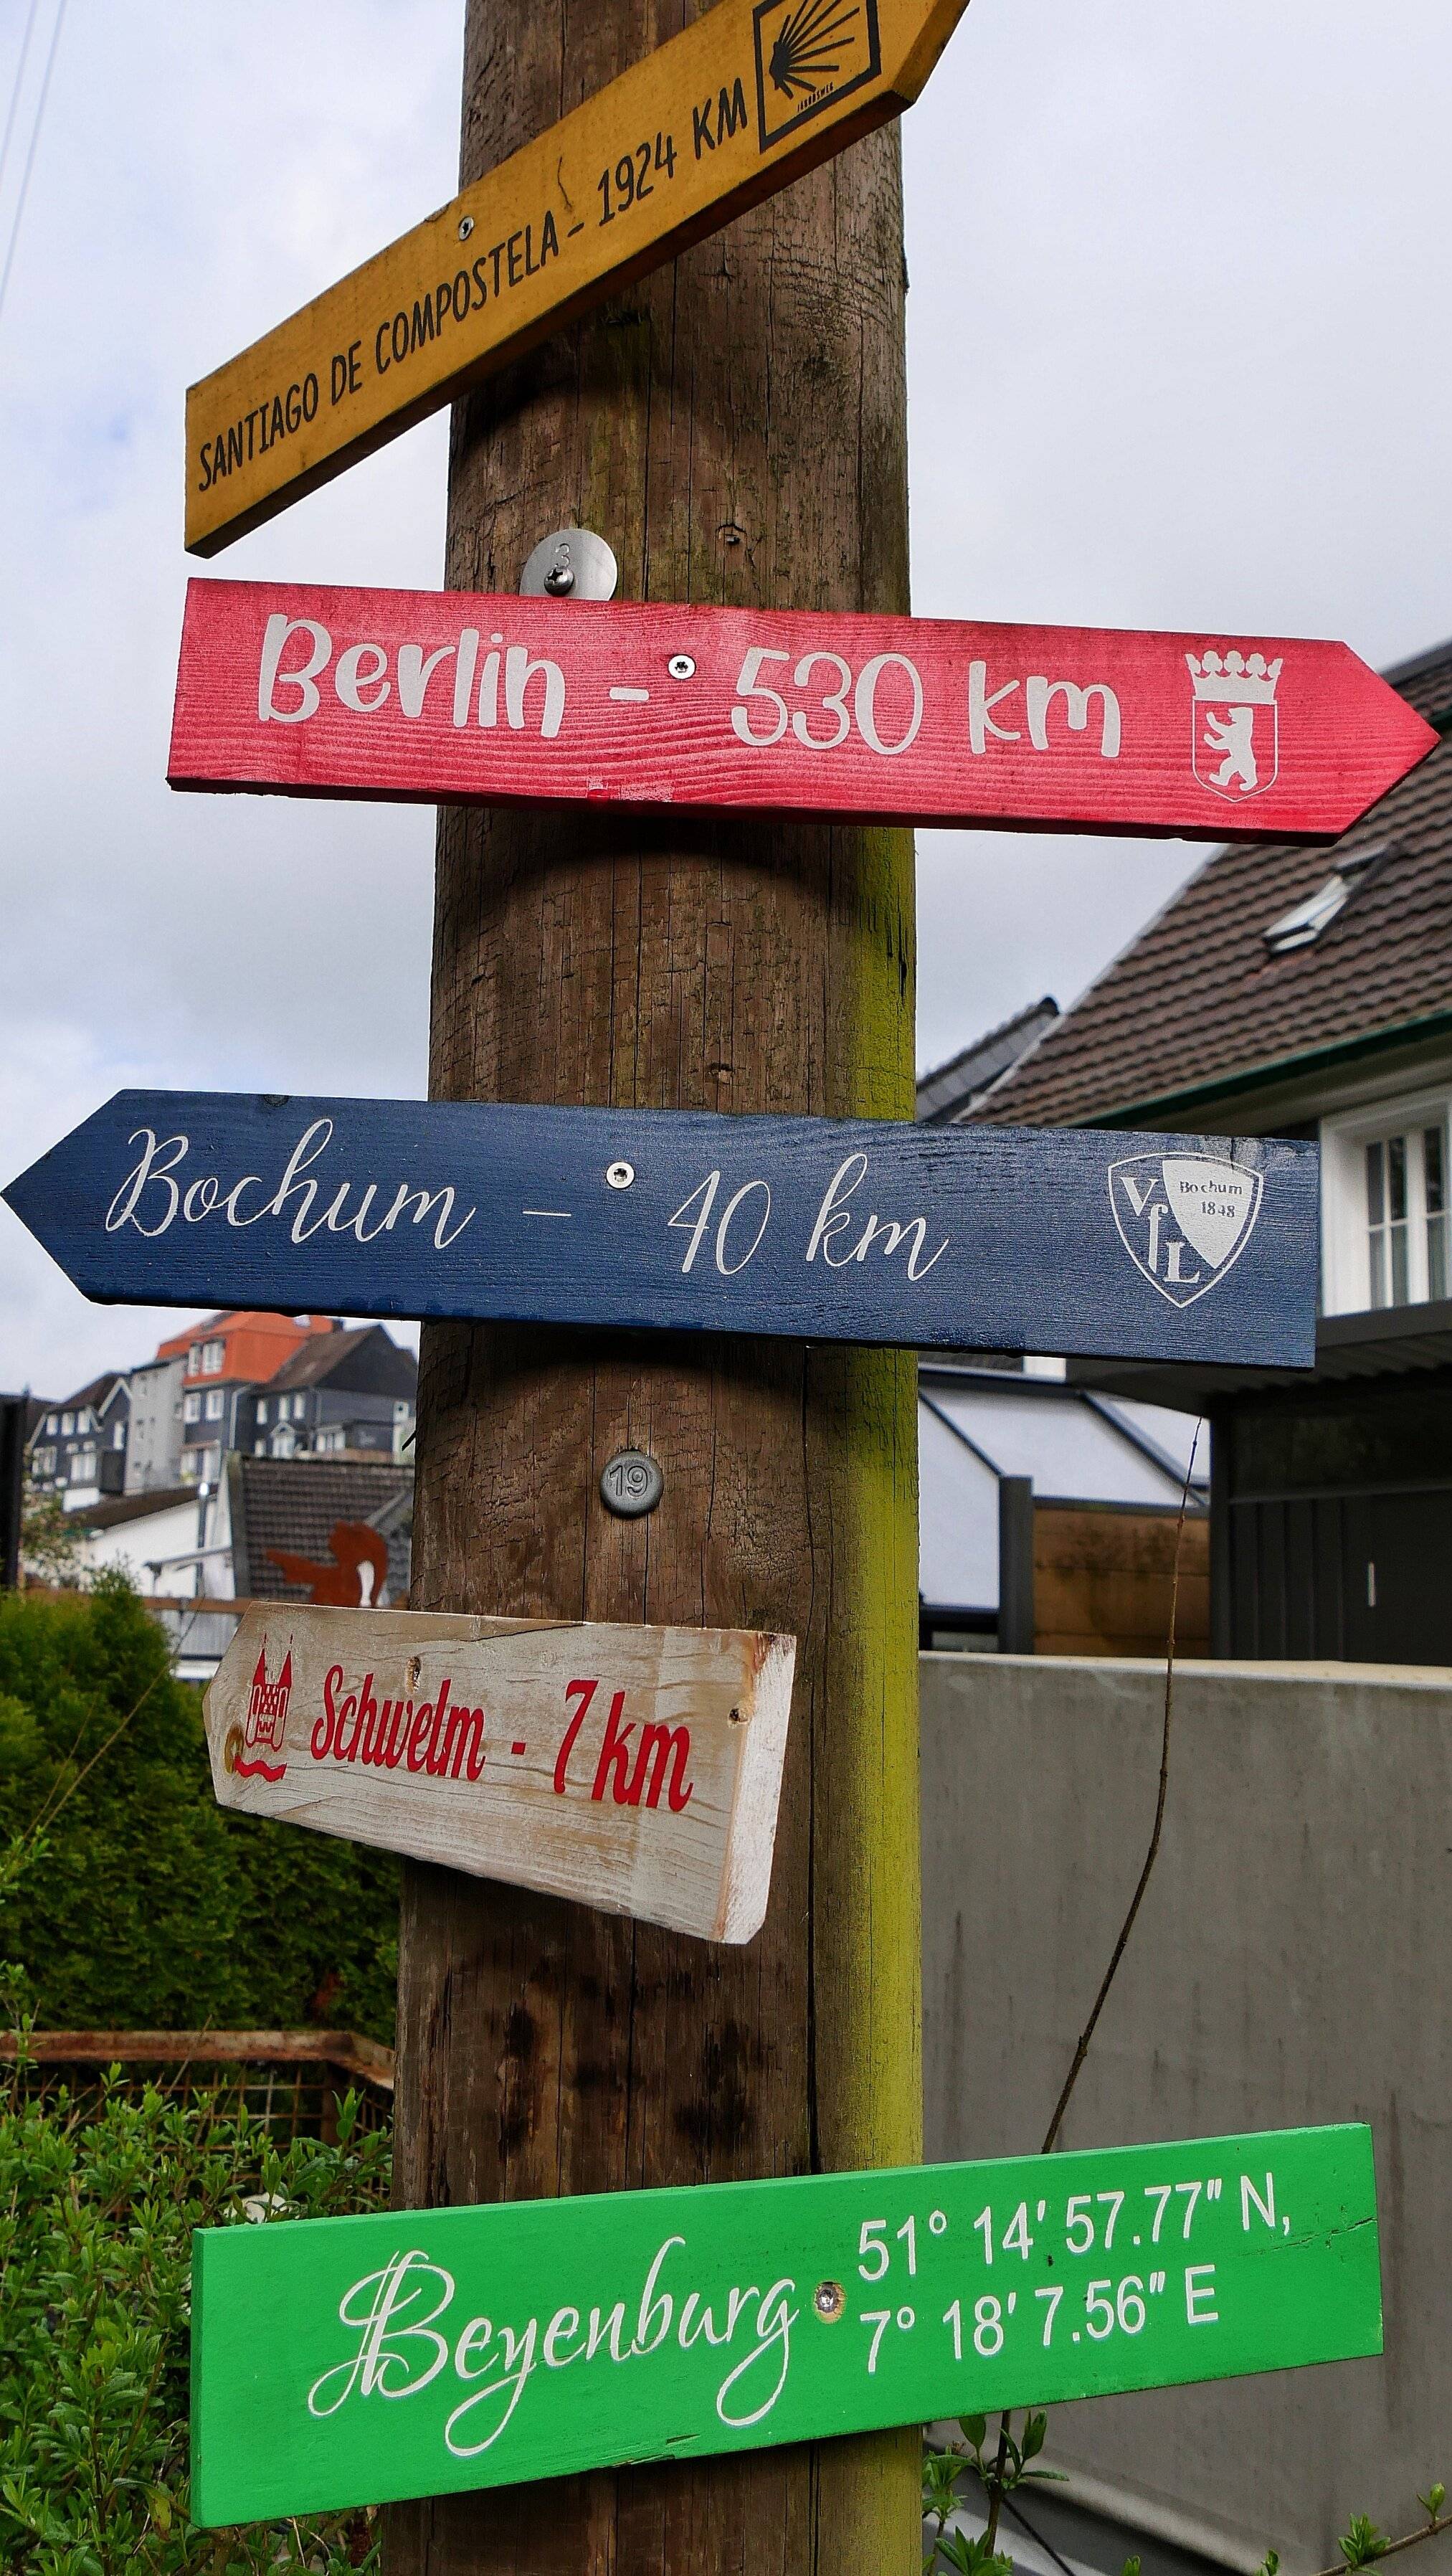 JAKOBSWEG
SANTIAGO DE COMPOSTELA - 1924 KM
3
Berlin - 530 km
Bochum - 40 km
VfL
Bochum
1848
19
Schwelm - 7 km
Beyenburg
51° 14' 57.77" N,
7° 18' 7.56" E